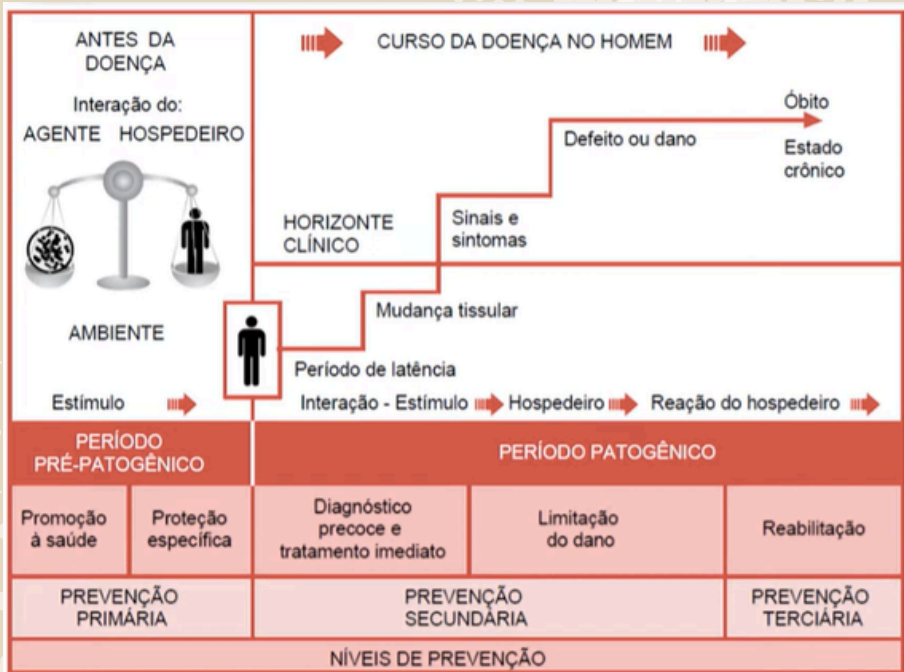 ANTES DA
DOENÇA
Interação do:
AGENTE HOSPEDEIRO
AMBIENTE
Estímulo
CURSO DA DOENÇA NO HOMEM
Óbito
Defeito ou dano
Estado
crônico
HORIZONTE
CLÍNICO
Sinais e
sintomas
Mudança tissular
Período de latência
Interação - Estímulo Hospedeiro Reação do hospedeiro
PERÍODO
PRÉ-PATOGÊNICO
PERÍODO PATOGÊNICO
Promoção
à saúde
Proteção
específica
Diagnóstico
precoce e
tratamento imediato
Limitação
do dano
Reabilitação
PREVENÇÃO
PRIMÁRIA
PREVENÇÃO
SECUNDÁRIA
PREVENÇÃO
TERCIÁRIA
NÍVEIS DE PREVENÇÃO